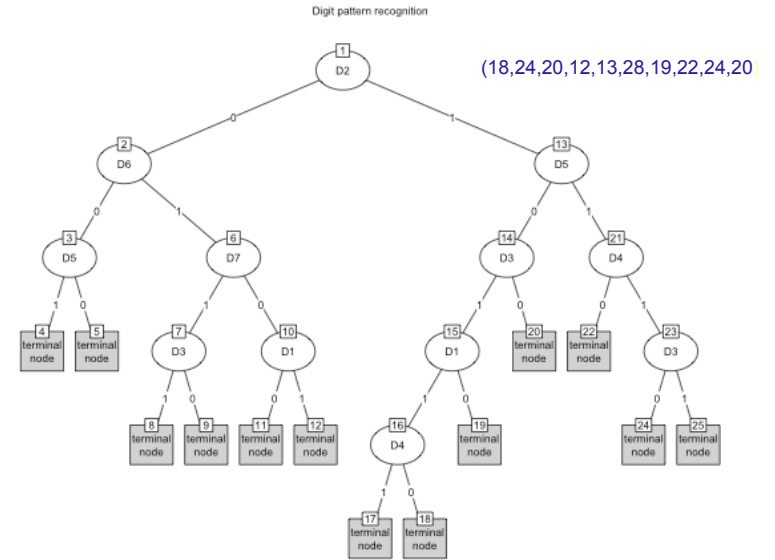 Digit pattern recognition
1
D2
(18,24,20,12,13,28,19,22,24,20
0 1
2 13
D6 D5
0 1 0 1
3 6 14 21
D5 D7 D3 D4
1 0 1 0 1 0 0 1
4 5 7 10 15 20 22 23
terminal node
terminal node
D3 D1 D1
terminal node
terminal node
D3
1 0 0 1 1 0 0 1
8 9 11 12 16 19 24 25
terminal node
terminal node
terminal node
terminal node
D4
terminal node
terminal node
terminal node
1 0
17 18
terminal node
terminal node